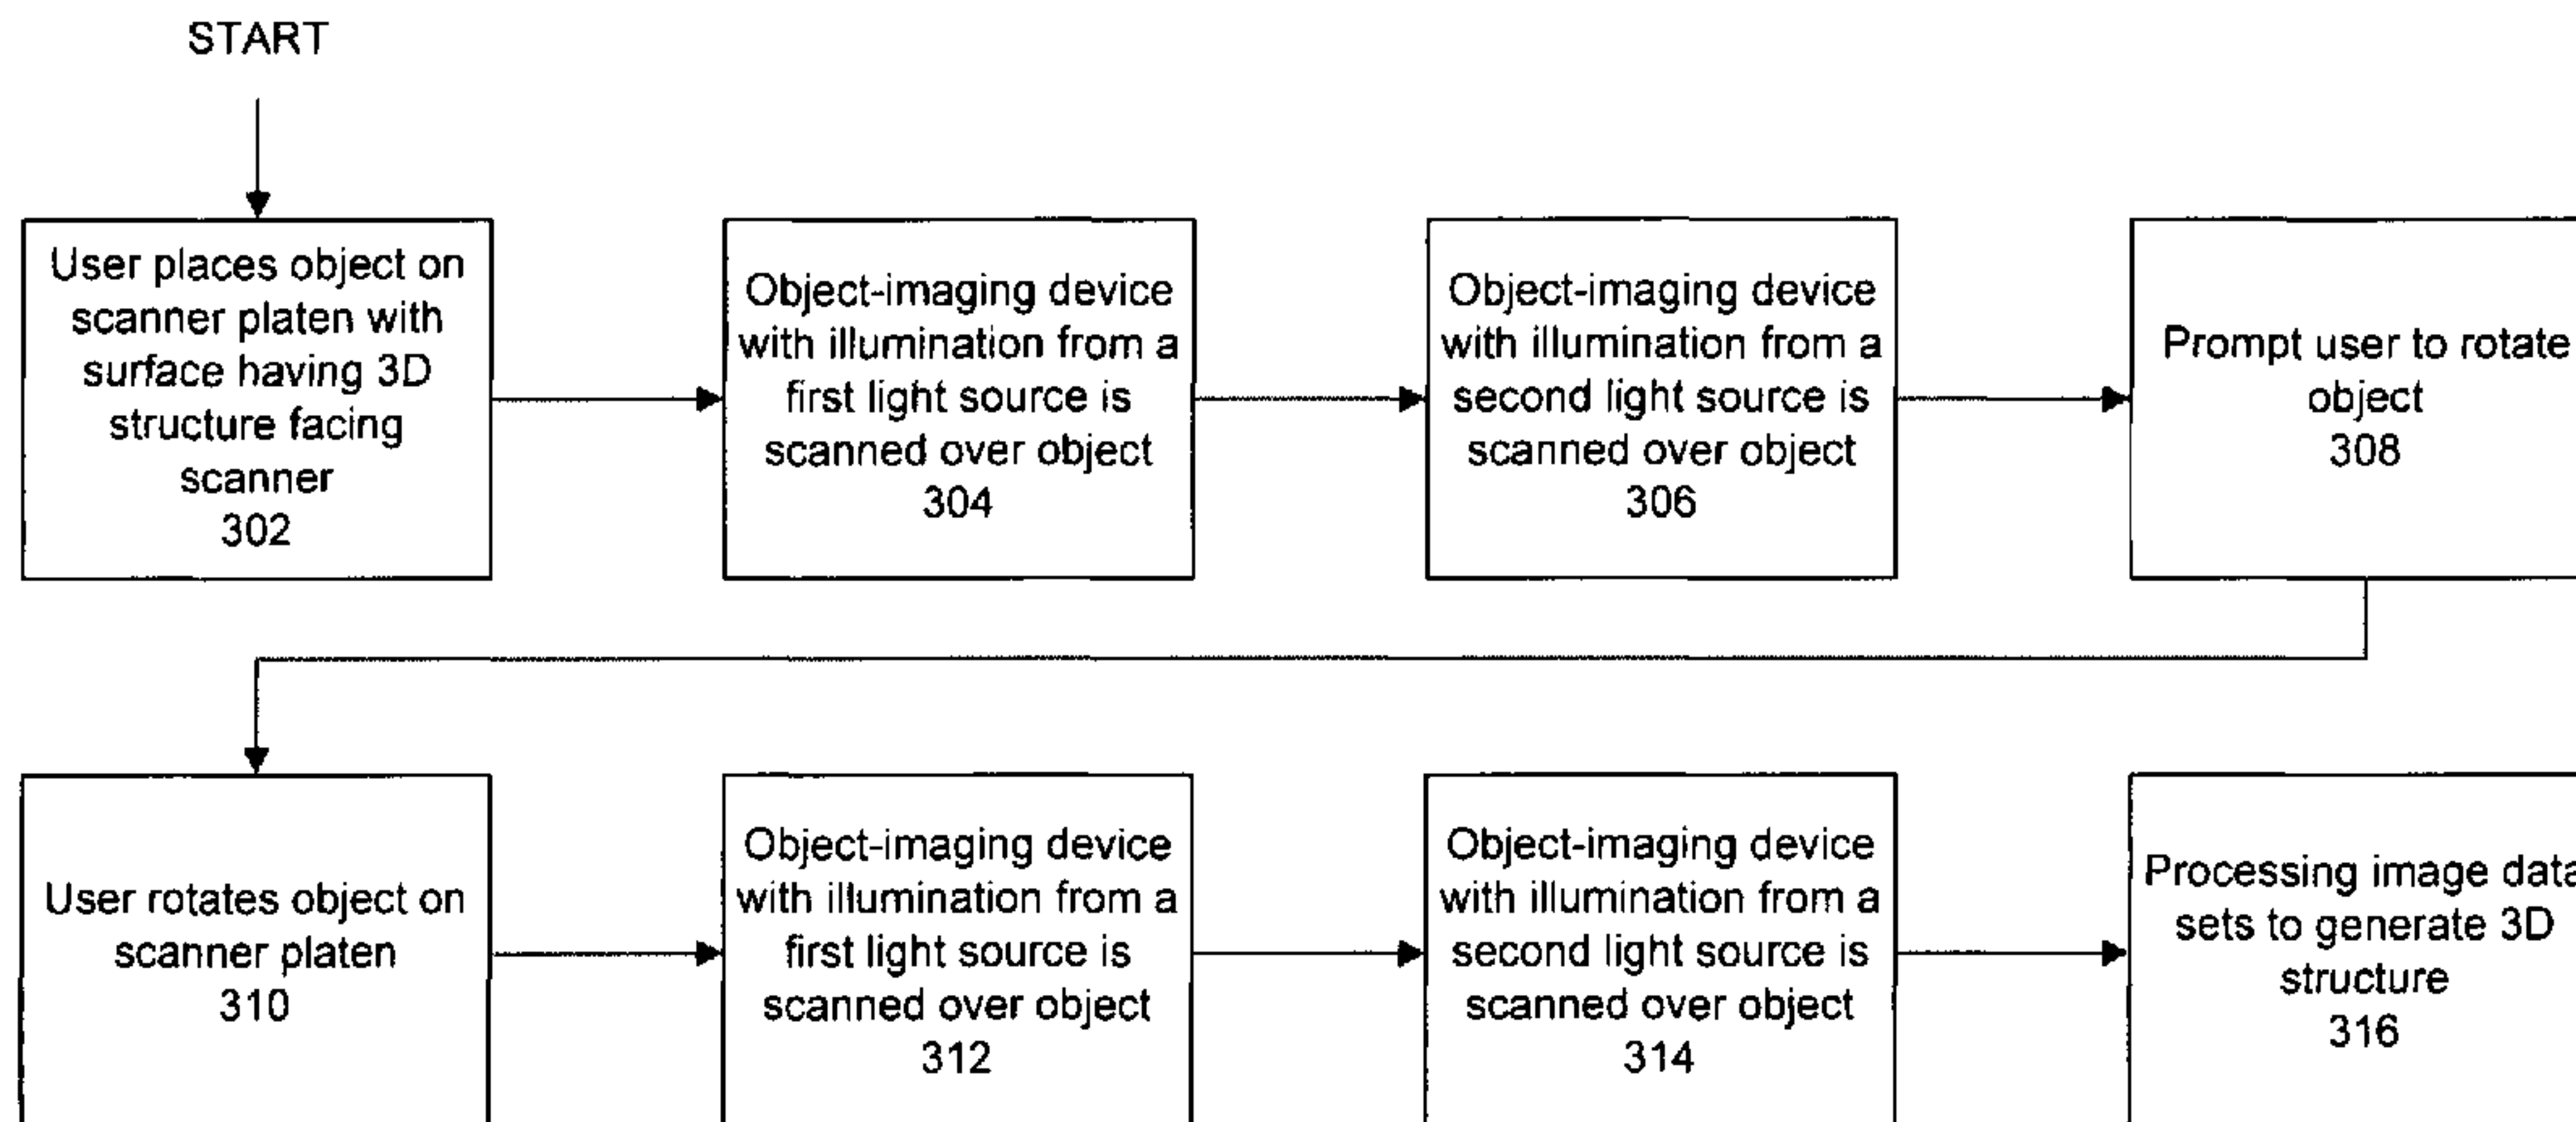 START
User places object on
scanner platen with
surface having 3D
structure facing
scanner
302
Object-imaging device
with illumination from a
first light source is
scanned over object
304
Object-imaging device
with illumination from a
second light source is
scanned over object
306
Prompt user to rotate
object
308
User rotates object on
scanner platen
310
Object-imaging device
with illumination from a
first light source is
scanned over object
312
Object-imaging device
with illumination from a
second light source is
scanned over object
314
Processing image data
sets to generate 3D
structure
316